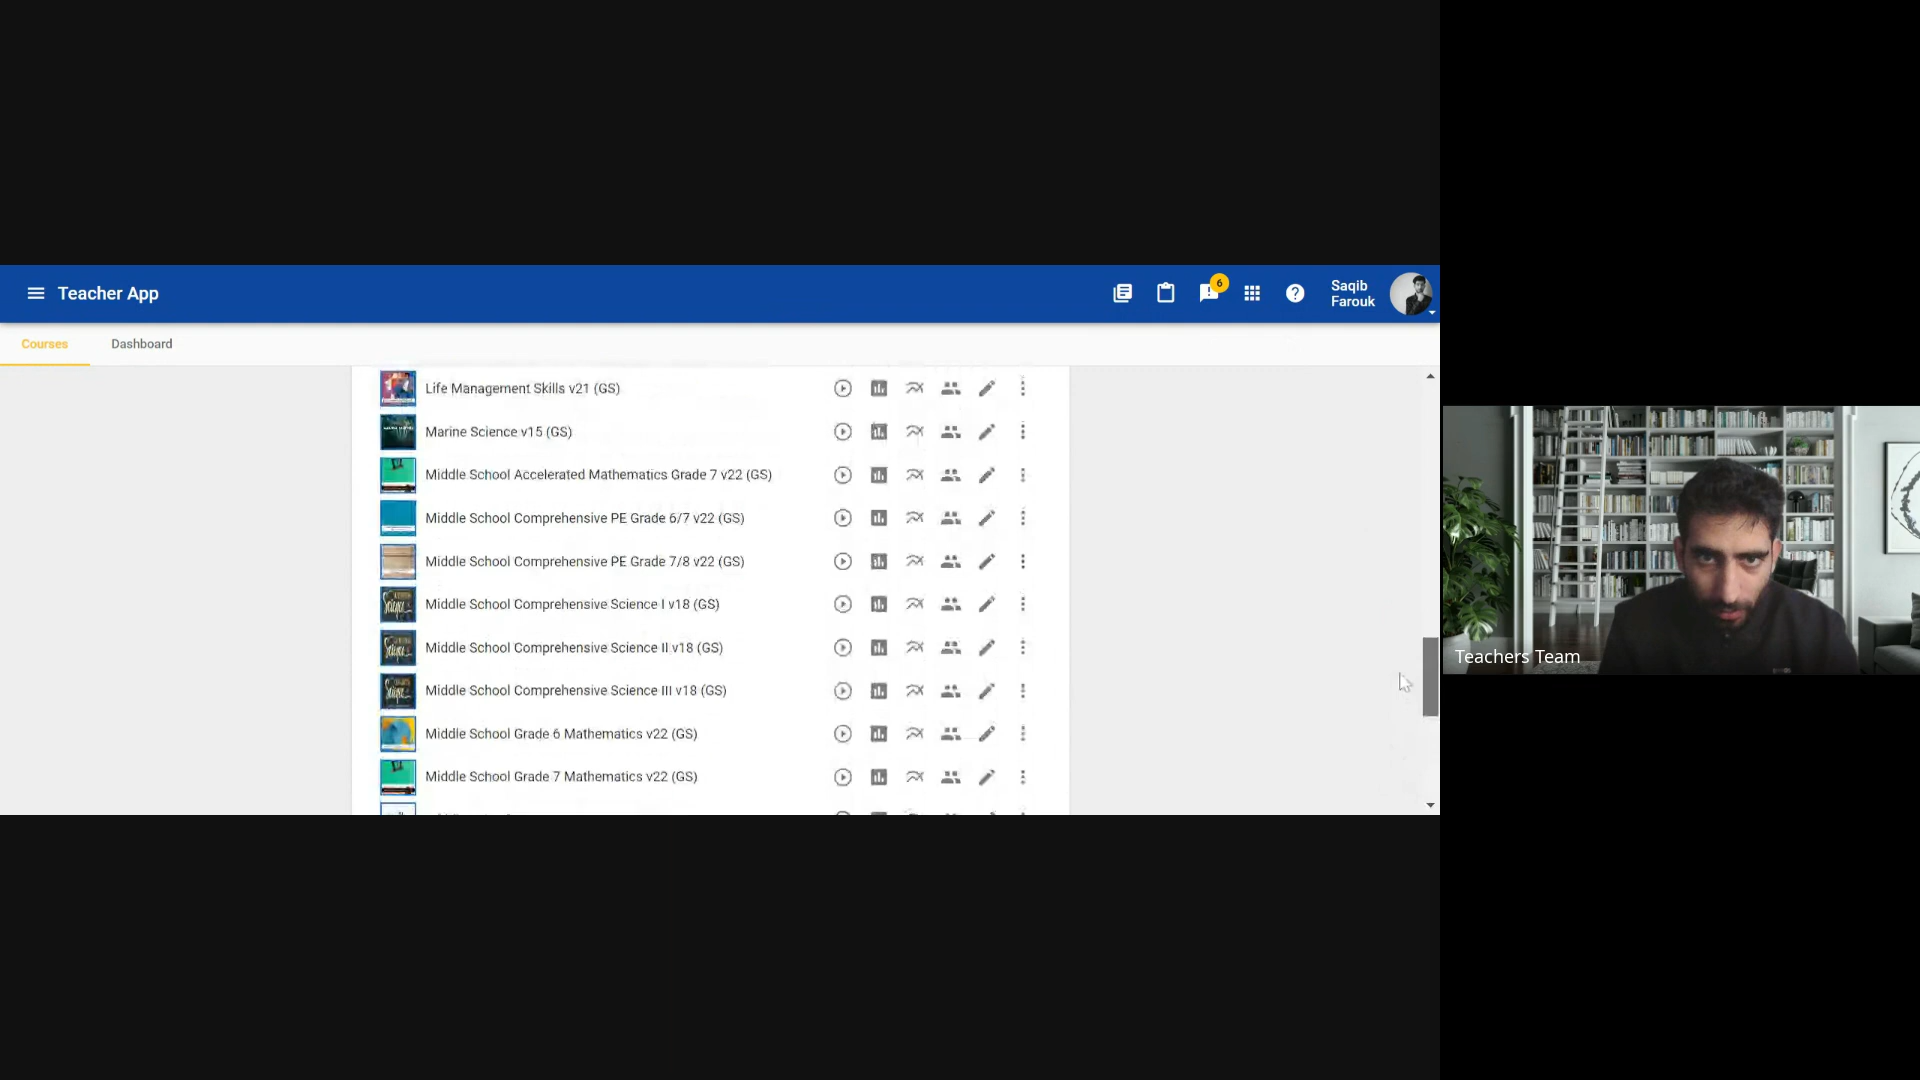 Teacher App
6
Saqib
Farouk
Courses
Dashboard
Life Management Skills v21 (GS)
Marine Science v15 (GS)
Middle School Accelerated Mathematics Grade 7 v22 (GS)
Middle School Comprehensive PE Grade 6/7 v22 (GS)
Middle School Comprehensive PE Grade 7/8 v22 (GS)
Middle School Comprehensive Science I v18 (GS)
Middle School Comprehensive Science II v18 (GS)
Middle School Comprehensive Science III v18 (GS)
Middle School Grade 6 Mathematics v22 (GS)
Middle School Grade 7 Mathematics v22 (GS)
Teachers Team